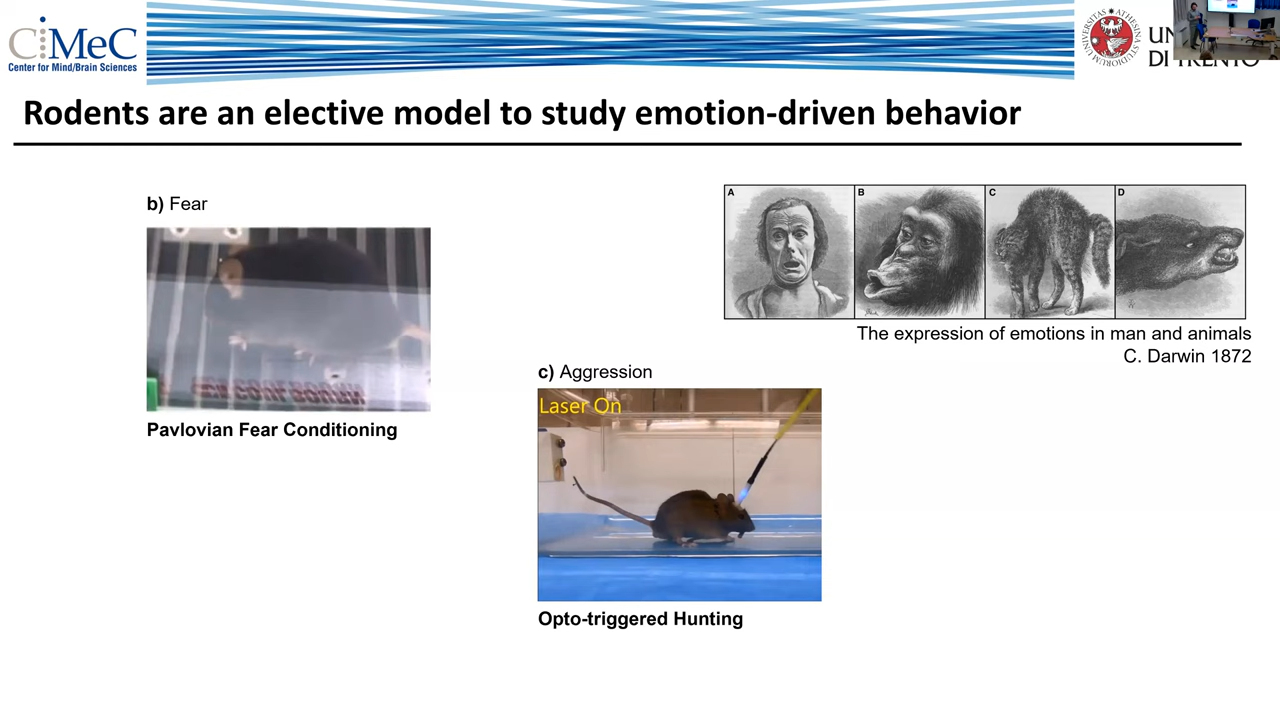 CiMeC
Center for Mind/Brain Sciences
UNIVERSITAS ATHESINA STUDIORUM
UN
DI TRENTO
Rodents are an elective model to study emotion-driven behavior
b) Fear
A
B
C
D
The expression of emotions in man and animals
C. Darwin 1872
Pavlovian Fear Conditioning
c) Aggression
Laser On
Opto-triggered Hunting